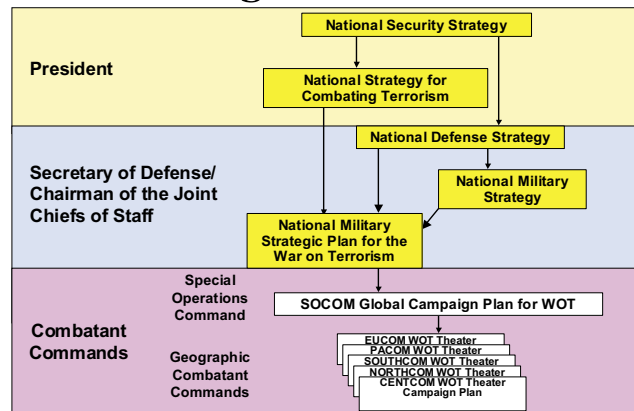 National Security Strategy
President
National Strategy for
Combating Terrorism
National Defense Strategy
Secretary of Defense/
Chairman of the Joint
Chiefs of Staff
National Military
Strategy
National Military
Strategic Plan for the
War on Terrorism
Special
Operations
Command
SOCOM Global Campaign Plan for WOT
Combatant
Commands
Geographic
Combatant
Commands
EUCOM WOT Theater
PACOM WOT Theater
SOUTHCOM WOT Theater
NORTHCOM WOT Theater
CENTCOM WOT Theater
Campaign Plan